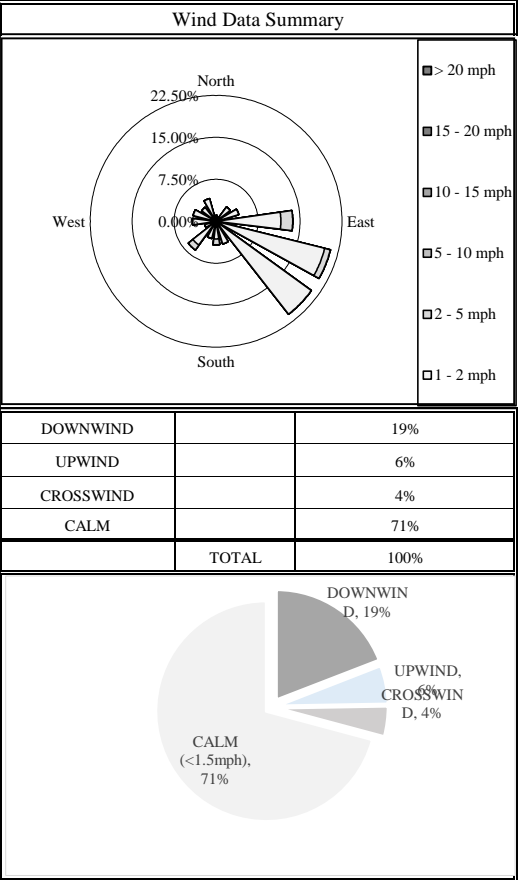 Wind Data Summary
North
22.50%
15.00%
7.50%
0.00%
West
East
South
> 20 mph
15 - 20 mph
10 - 15 mph
5 - 10 mph
2 - 5 mph
1 - 2 mph
DOWNWIND 19%
UPWIND 6%
CROSSWIND 4%
CALM 71%
TOTAL 100%
DOWNWIN
D, 19%
UPWIND,
6%
CROSSWIN
D, 4%
CALM
(<1.5mph),
71%